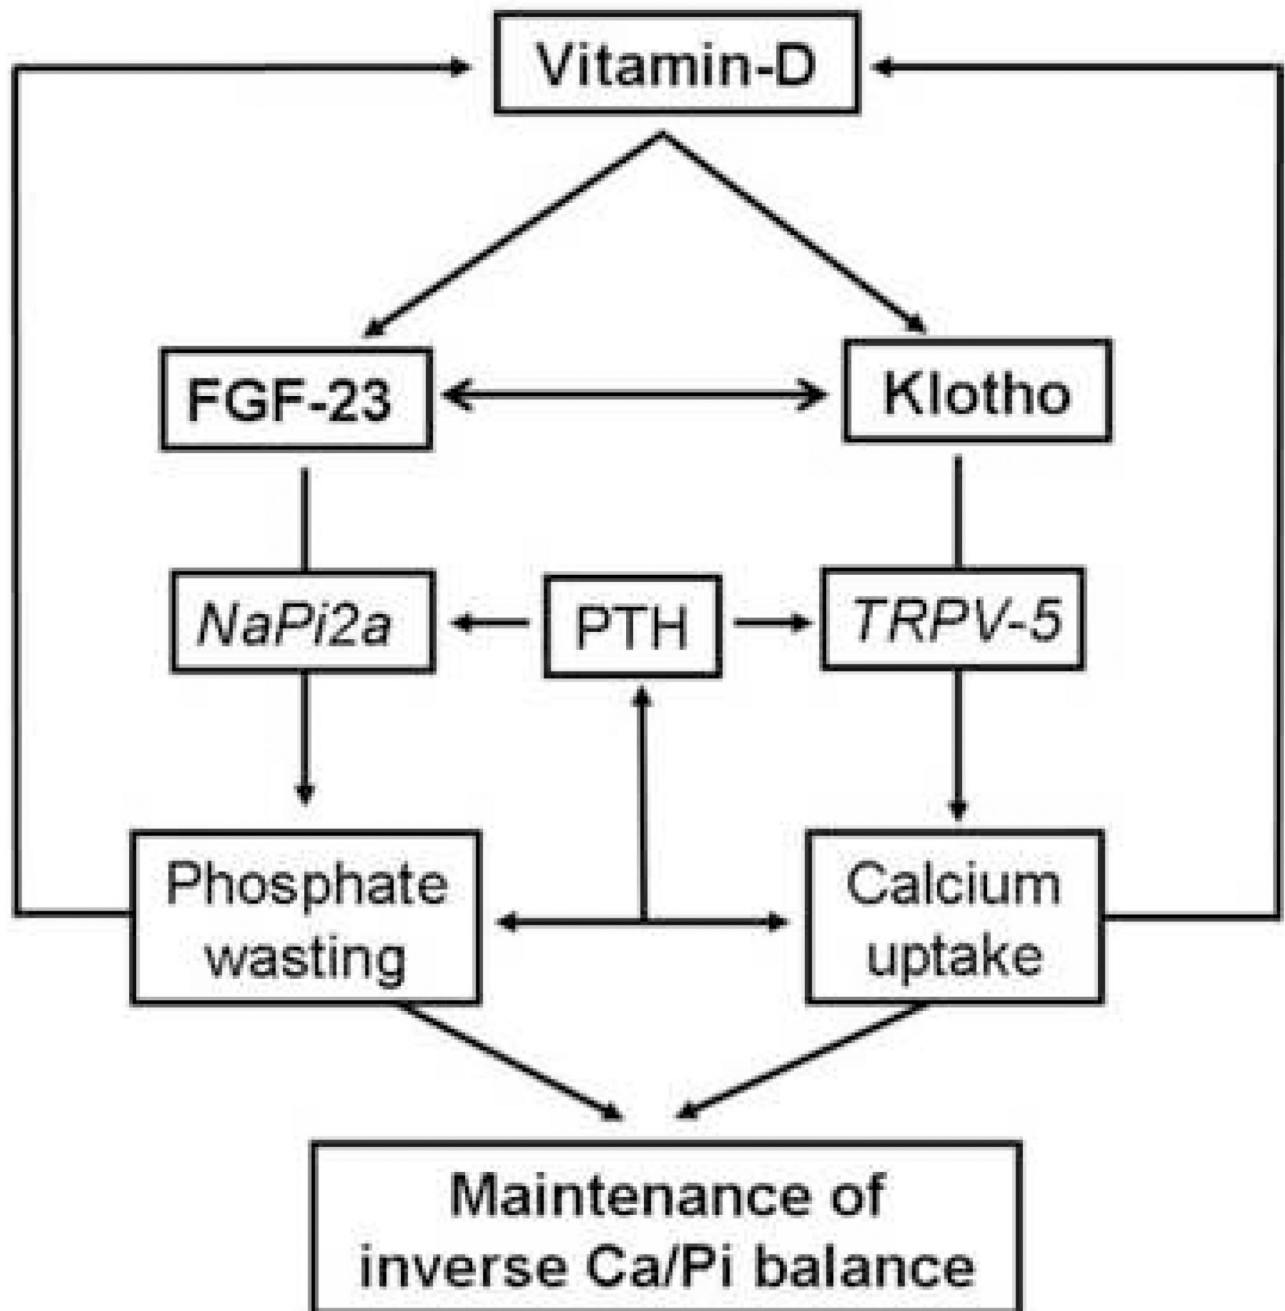 Vitamin-D
FGF-23
Klotho
NaPi2a
PTH
TRPV-5
Phosphate
wasting
Calcium
uptake
Maintenance of
inverse Ca/Pi balance